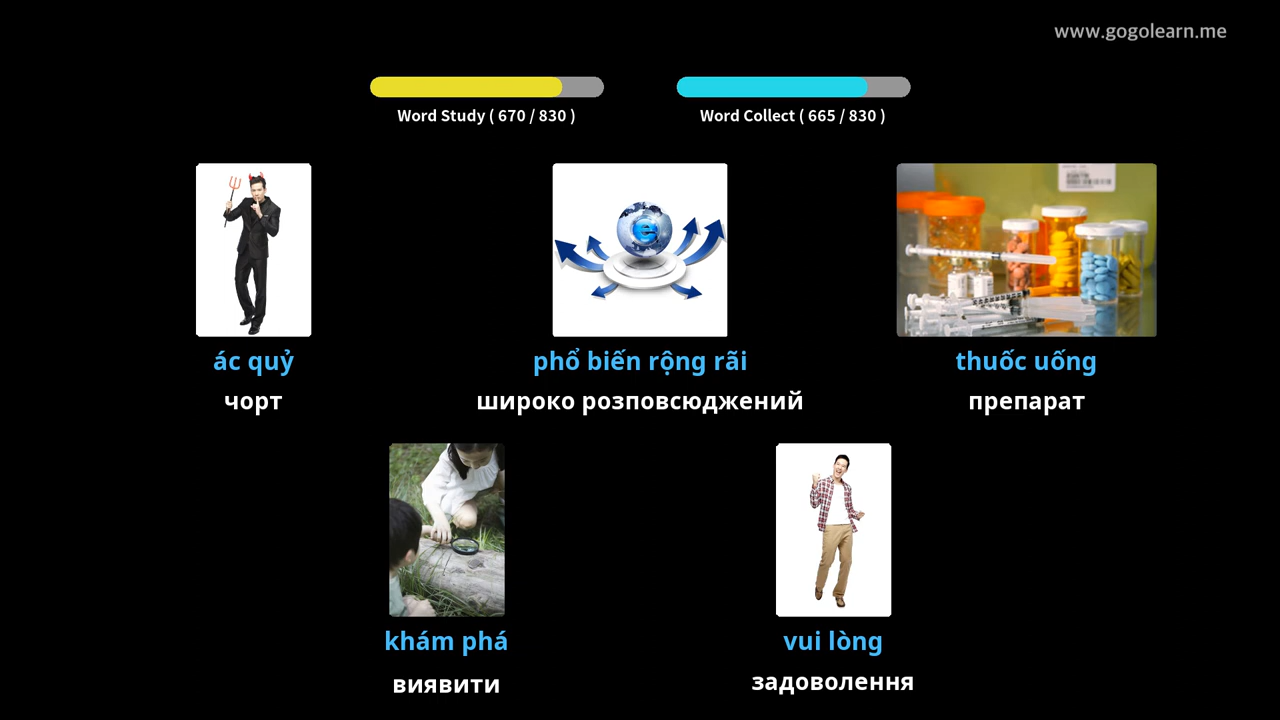 www.gogolearn.me
Word Study ( 670 / 830 )
Word Collect ( 665 / 830 )
ác quỷ
phổ biến rộng rãi
thuốc uống
чорт
широко розповсюджений
препарат
khám phá
vui lòng
виявити
задоволення